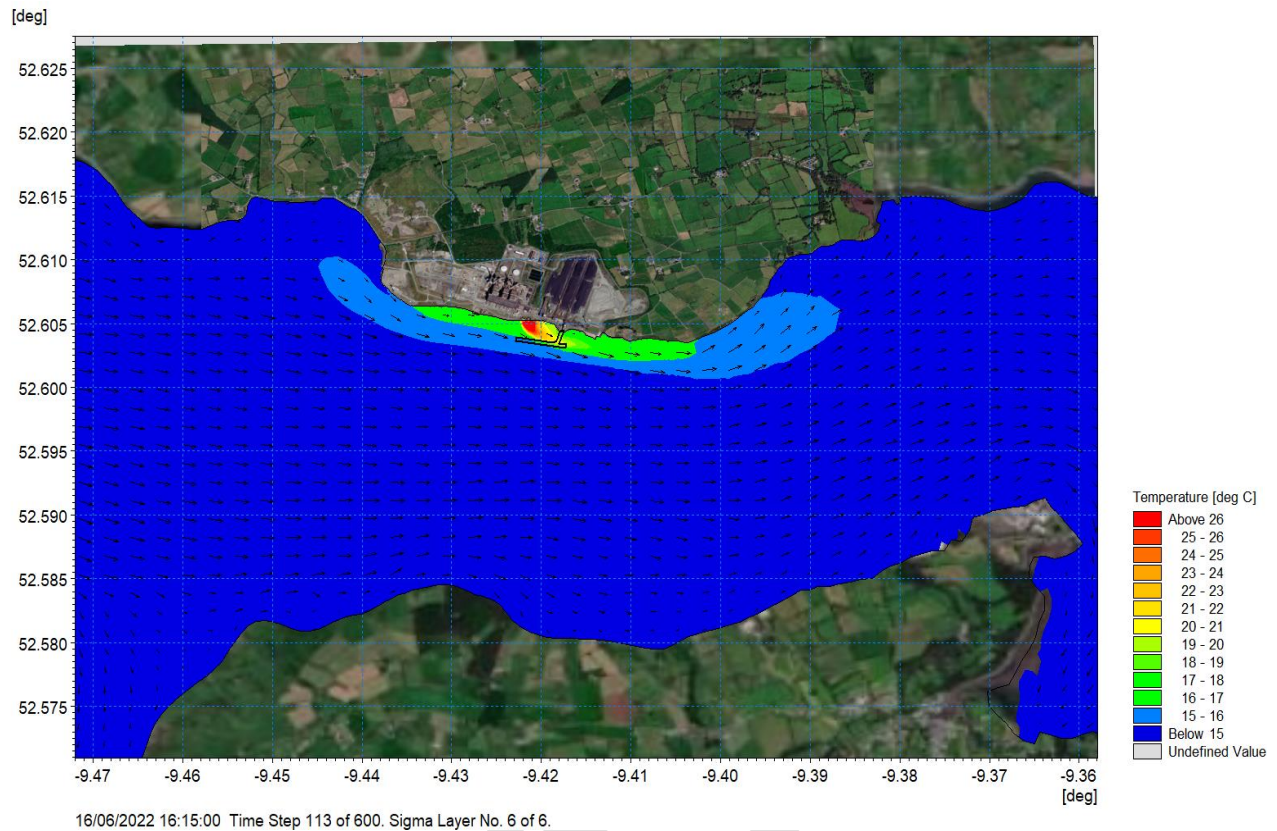 [deg]
52.625
52.620
52.615
52.610
52.605
52.600
52.595
52.590
52.585
52.580
52.575
-9.47 -9.46 -9.45 -9.44 -9.43 -9.42 -9.41 -9.40 -9.39 -9.38 -9.37 -9.36
[deg]
Temperature [deg C]
Above 26
25 - 26
24 - 25
23 - 24
22 - 23
21 - 22
20 - 21
19 - 20
18 - 19
17 - 18
16 - 17
15 - 16
Below 15
Undefined Value
16/06/2022 16:15:00 Time Step 113 of 600. Sigma Layer No. 6 of 6.